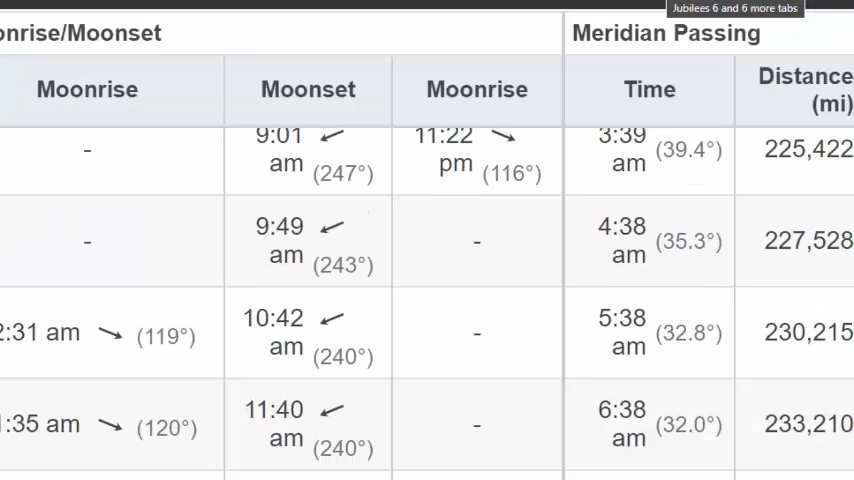 Jubilees 6 and 6 more tabs
onrise/Moonset Meridian Passing
Moonrise Moonset Moonrise Time Distance (mi)
- 9:01 am (247°) 11:22 pm (116°) 3:39 am (39.4°) 225,422
- 9:49 am (243°) - 4:38 am (35.3°) 227,528
2:31 am (119°) 10:42 am (240°) - 5:38 am (32.8°) 230,215
:35 am (120°) 11:40 am (240°) - 6:38 am (32.0°) 233,210